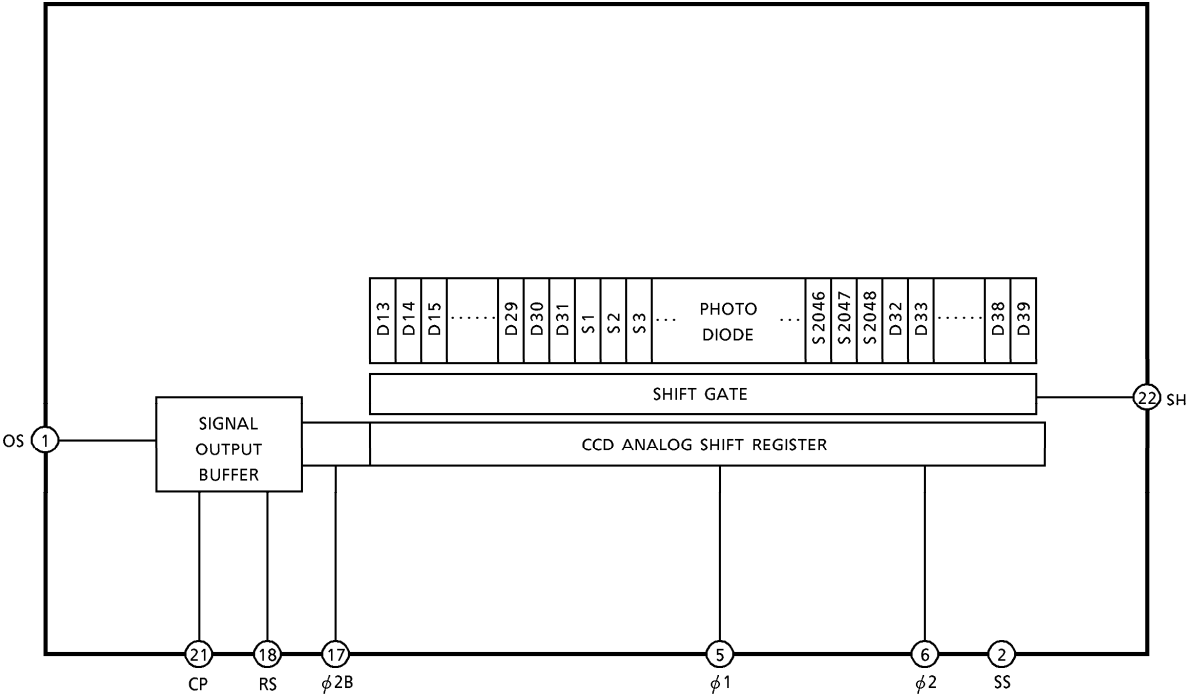 D13 D14 D15 ...... D29 D30 D31 S1 S2 S3 ... PHOTO DIODE ... S2046 S2047 S2048 D32 D33 ...... D38 D39
SHIFT GATE
22 SH
SIGNAL
OUTPUT
BUFFER
CCD ANALOG SHIFT REGISTER
OS 1
21 18 17 5 6 2
CP RS ϕ2B ϕ1 ϕ2 SS